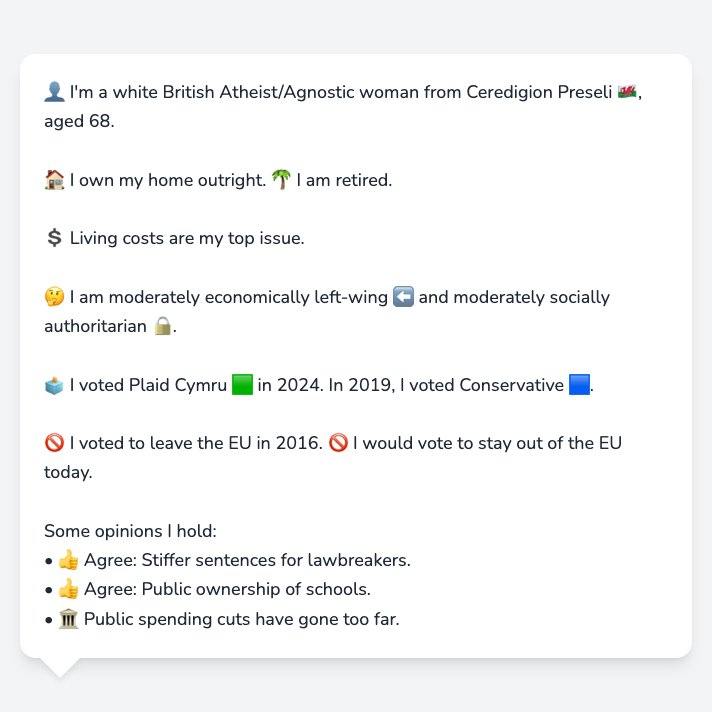 👤 I'm a white British Atheist/Agnostic woman from Ceredigion Preseli 🏴󠁧󠁢󠁷󠁬󠁳󠁿,
aged 68.
🏠 I own my home outright. 🌴 I am retired.
💲 Living costs are my top issue.
🤔 I am moderately economically left-wing ⬅️ and moderately socially
authoritarian 🔒.
🗳️ I voted Plaid Cymru 🟩 in 2024. In 2019, I voted Conservative 🟦.
🚫 I voted to leave the EU in 2016. 🚫 I would vote to stay out of the EU
today.
Some opinions I hold:
• 👍 Agree: Stiffer sentences for lawbreakers.
• 👍 Agree: Public ownership of schools.
• 🏛️ Public spending cuts have gone too far.